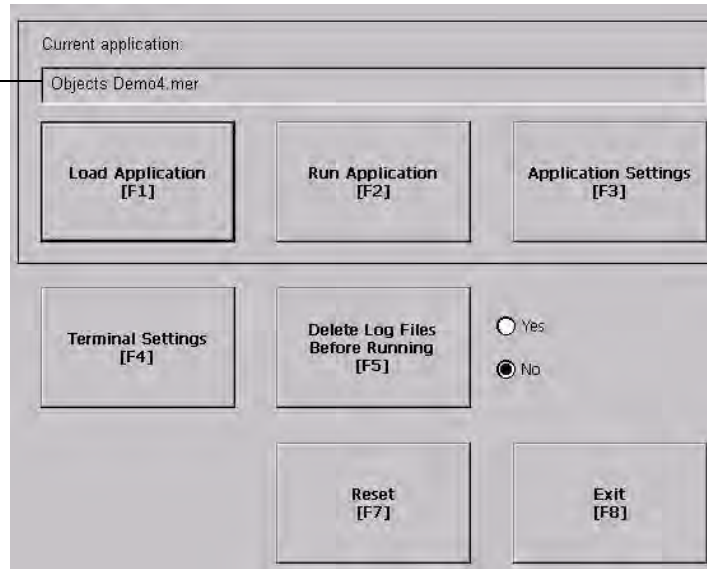 Current application:
Objects Demo4.mer
Load Application
[F1]
Run Application
[F2]
Application Settings
[F3]
Terminal Settings
[F4]
Delete Log Files
Before Running
[F5]
Yes
No
Reset
[F7]
Exit
[F8]